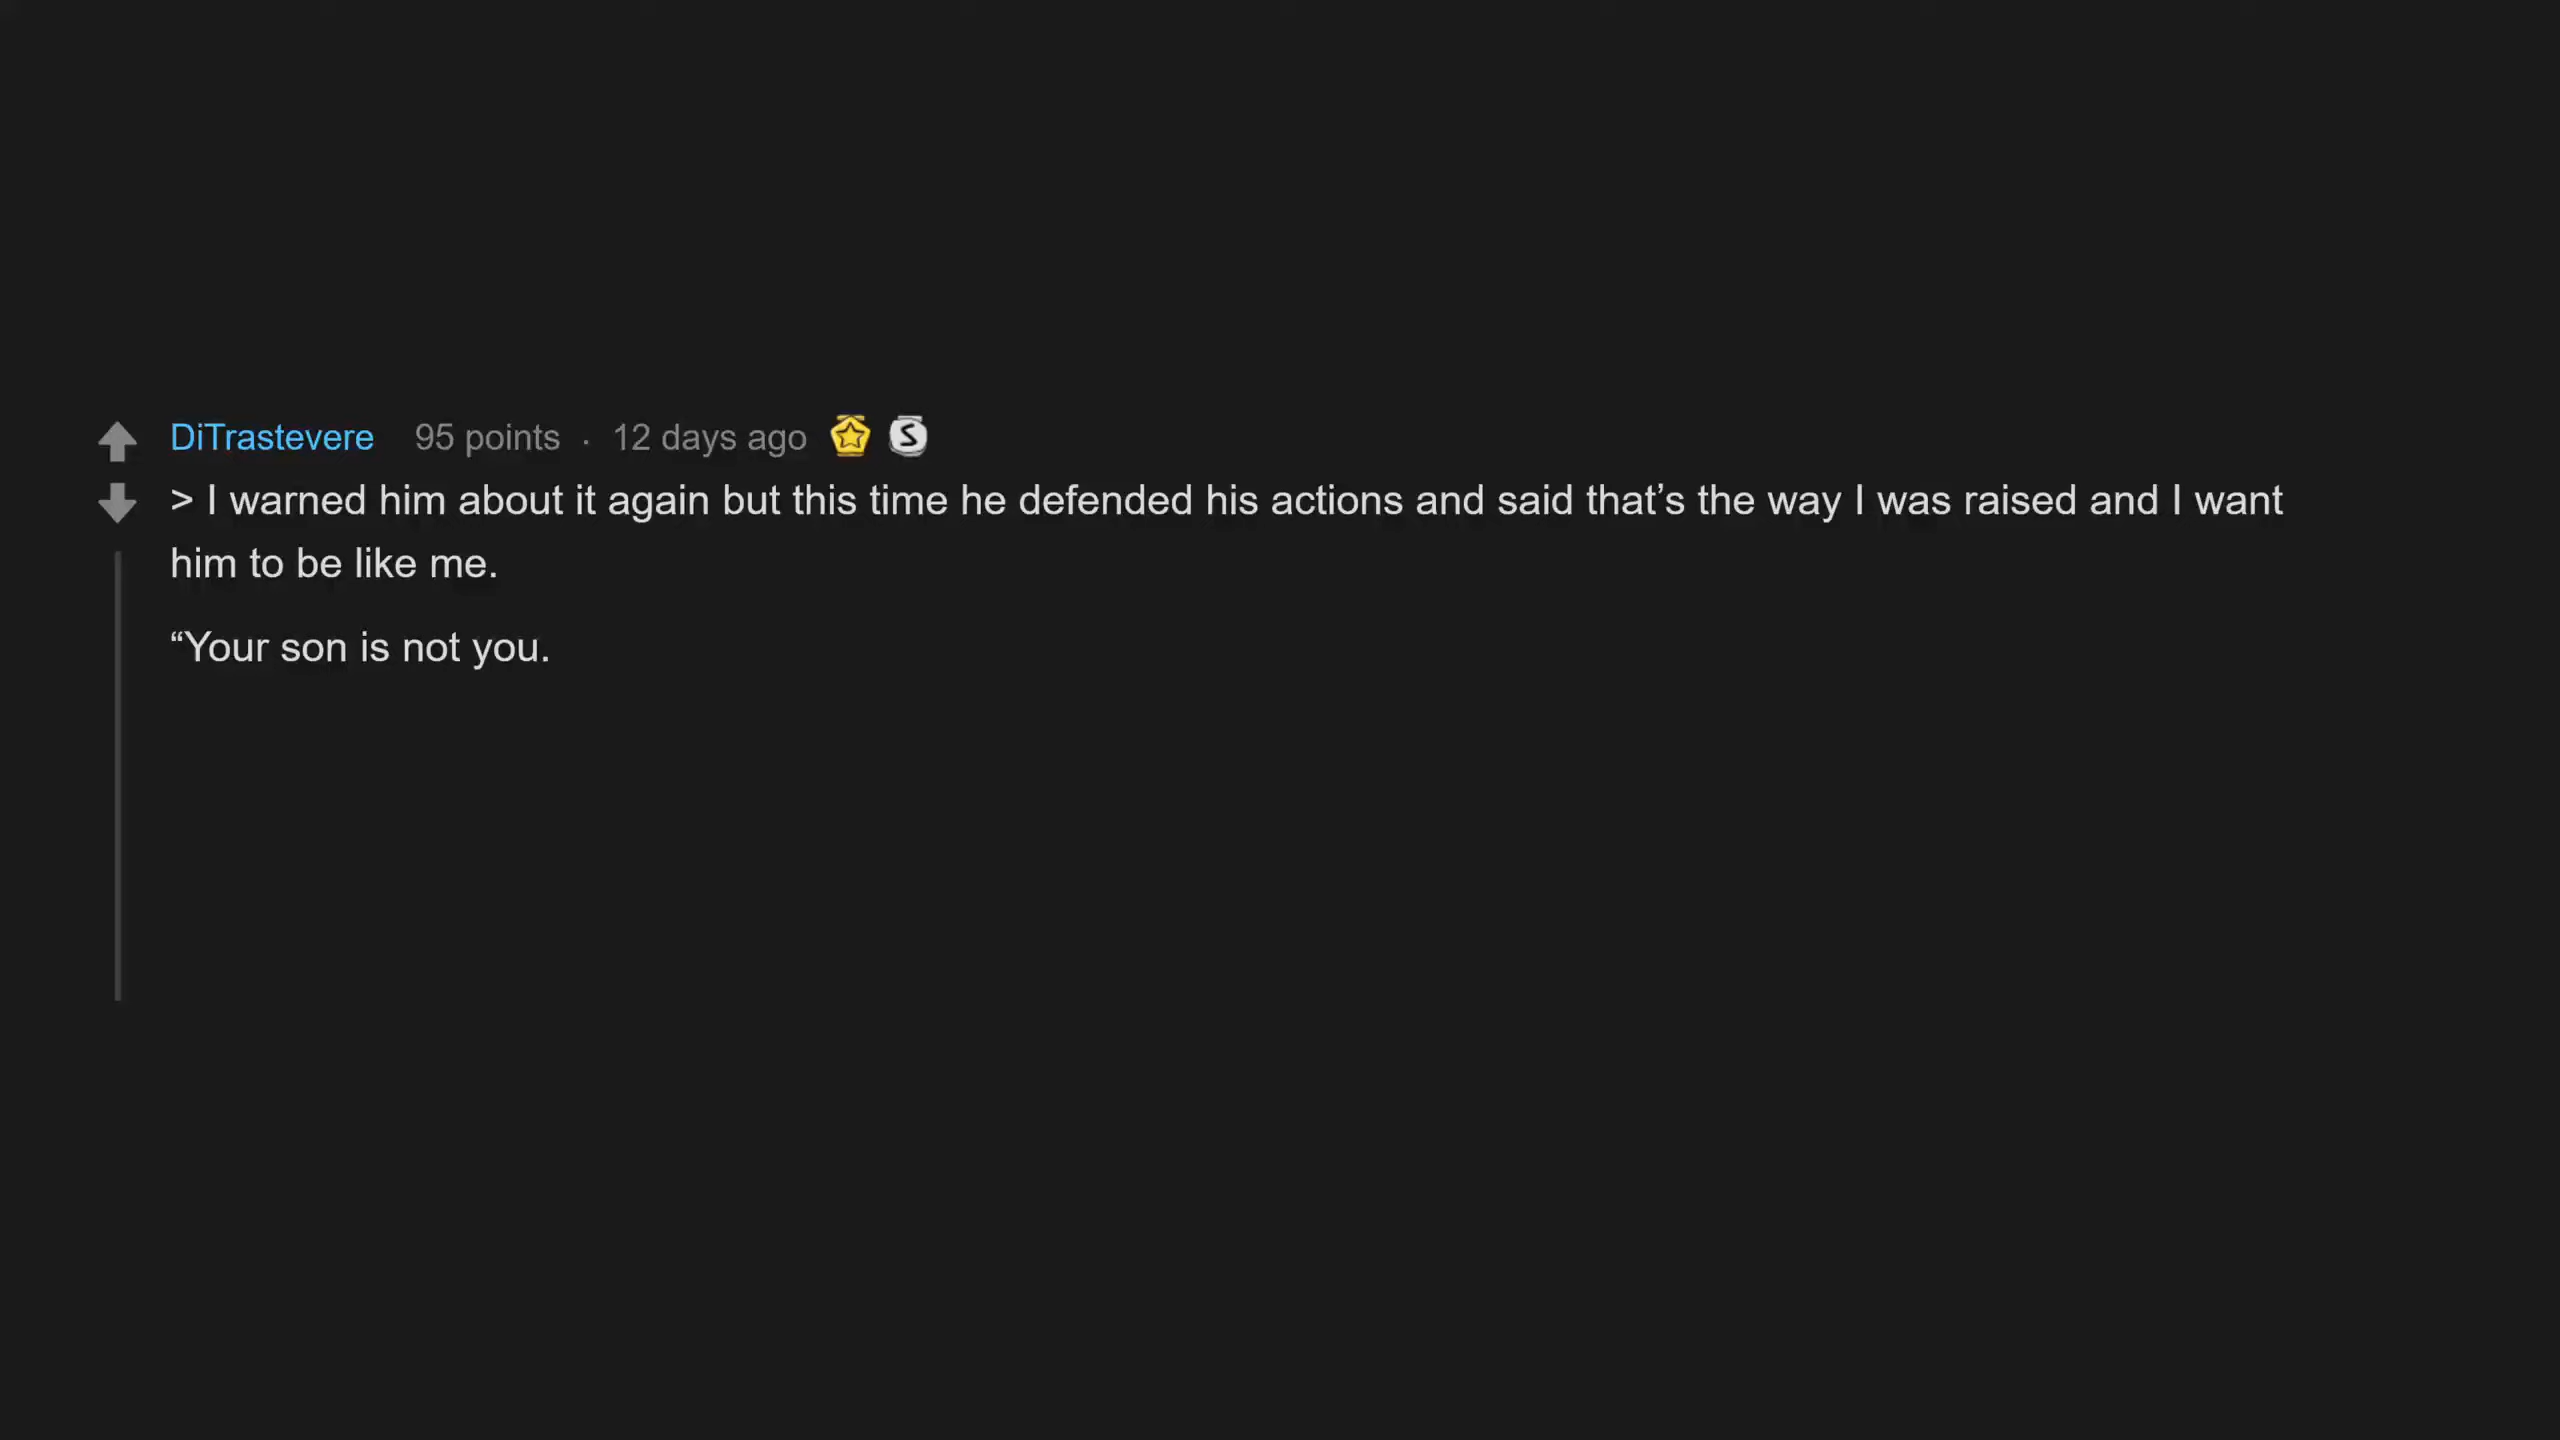 DiTrastevere 95 points · 12 days ago
> I warned him about it again but this time he defended his actions and said that’s the way I was raised and I want
him to be like me.
“Your son is not you.